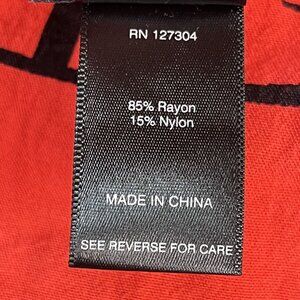 RN 127304
85% Rayon
15% Nylon
MADE IN CHINA
SEE REVERSE FOR CARE